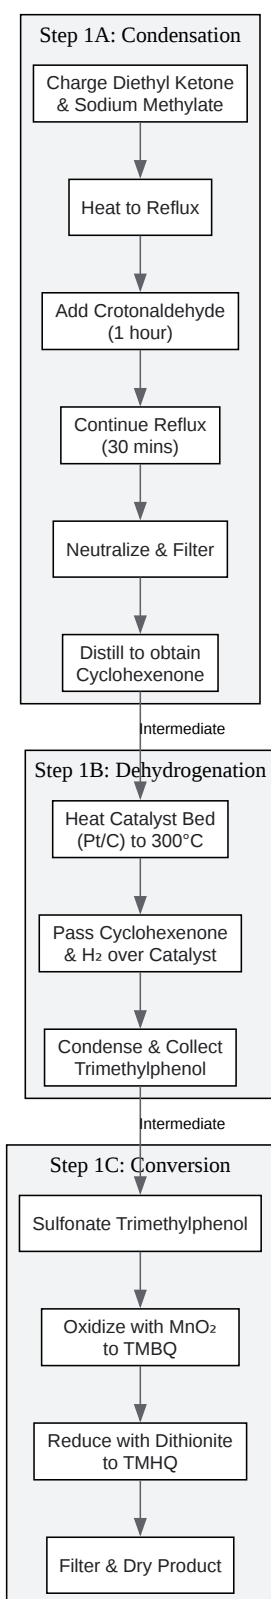 Step 1A: Condensation
Charge Diethyl Ketone
& Sodium Methylate
Heat to Reflux
Add Crotonaldehyde
(1 hour)
Continue Reflux
(30 mins)
Neutralize & Filter
Distill to obtain
Cyclohexenone
Intermediate
Step 1B: Dehydrogenation
Heat Catalyst Bed
(Pt/C) to 300°C
Pass Cyclohexenone
& H₂ over Catalyst
Condense & Collect
Trimethylphenol
Intermediate
Step 1C: Conversion
Sulfonate Trimethylphenol
Oxidize with MnO₂
to TMBQ
Reduce with Dithionite
to TMHQ
Filter & Dry Product